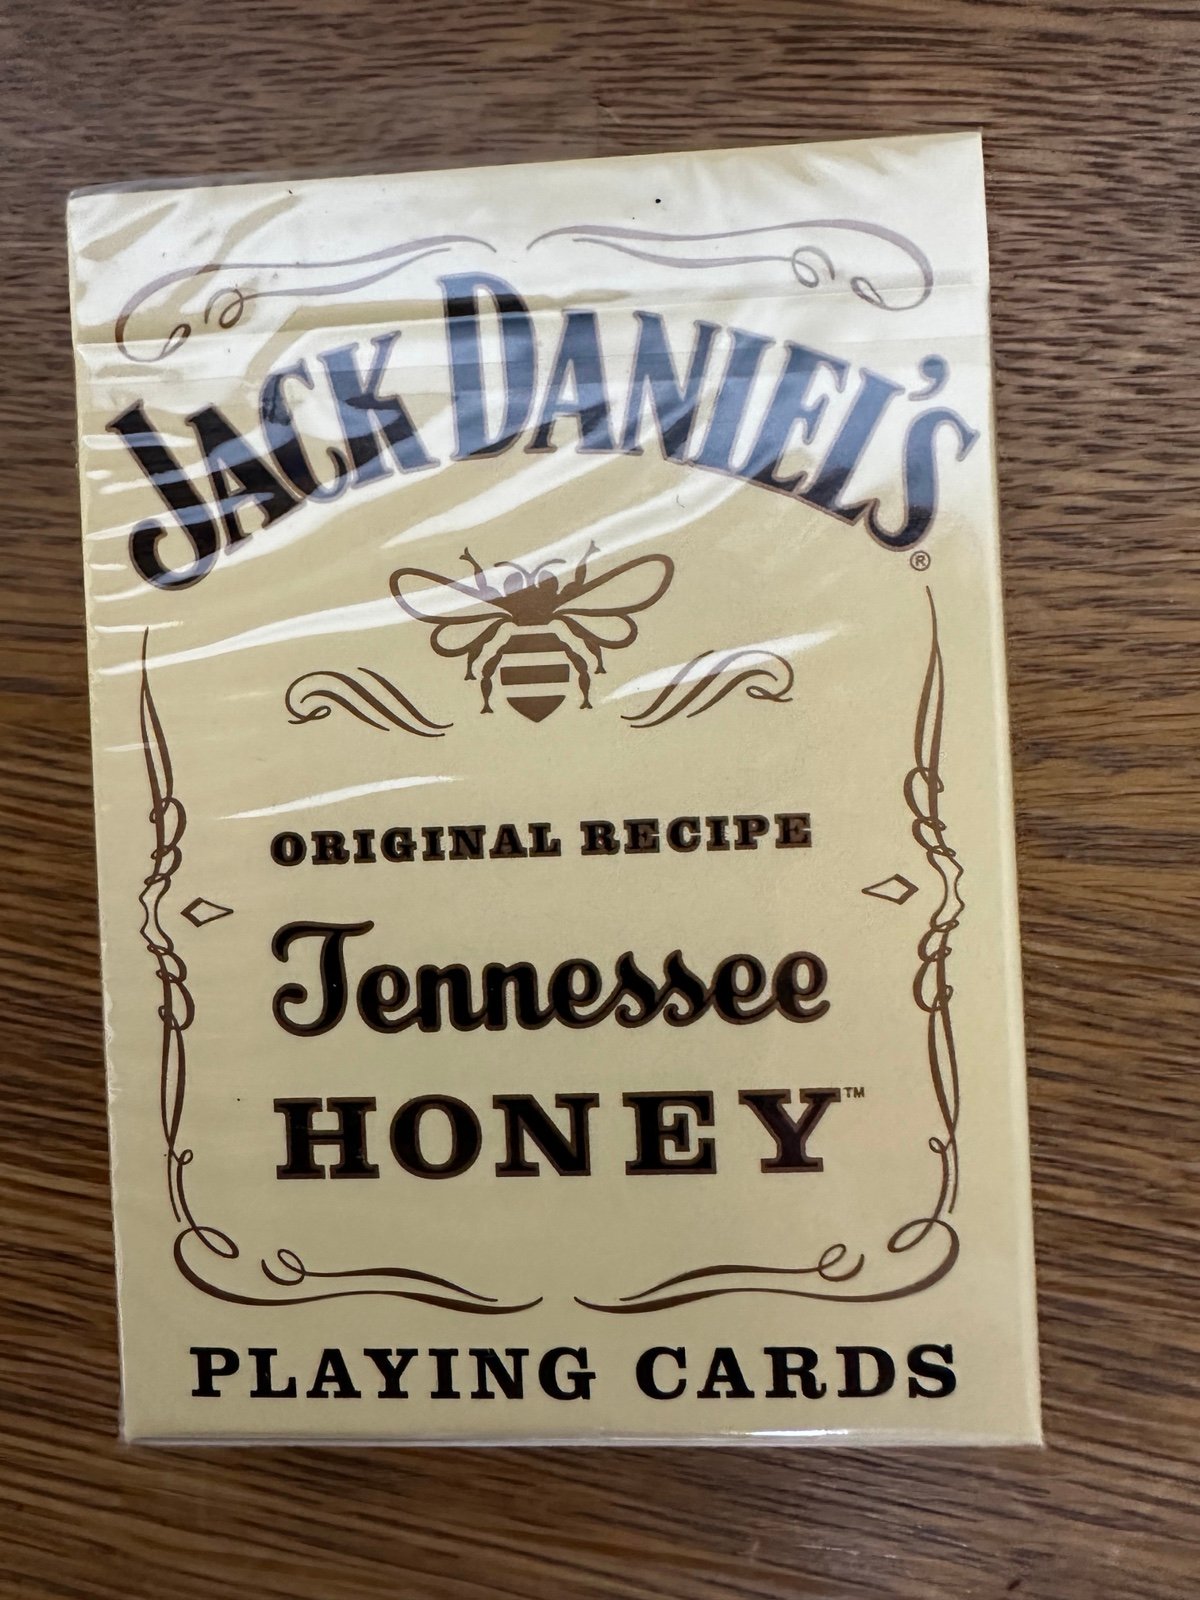 JACK DANIEL'S®
ORIGINAL RECIPE
Tennessee
HONEY™
PLAYING CARDS